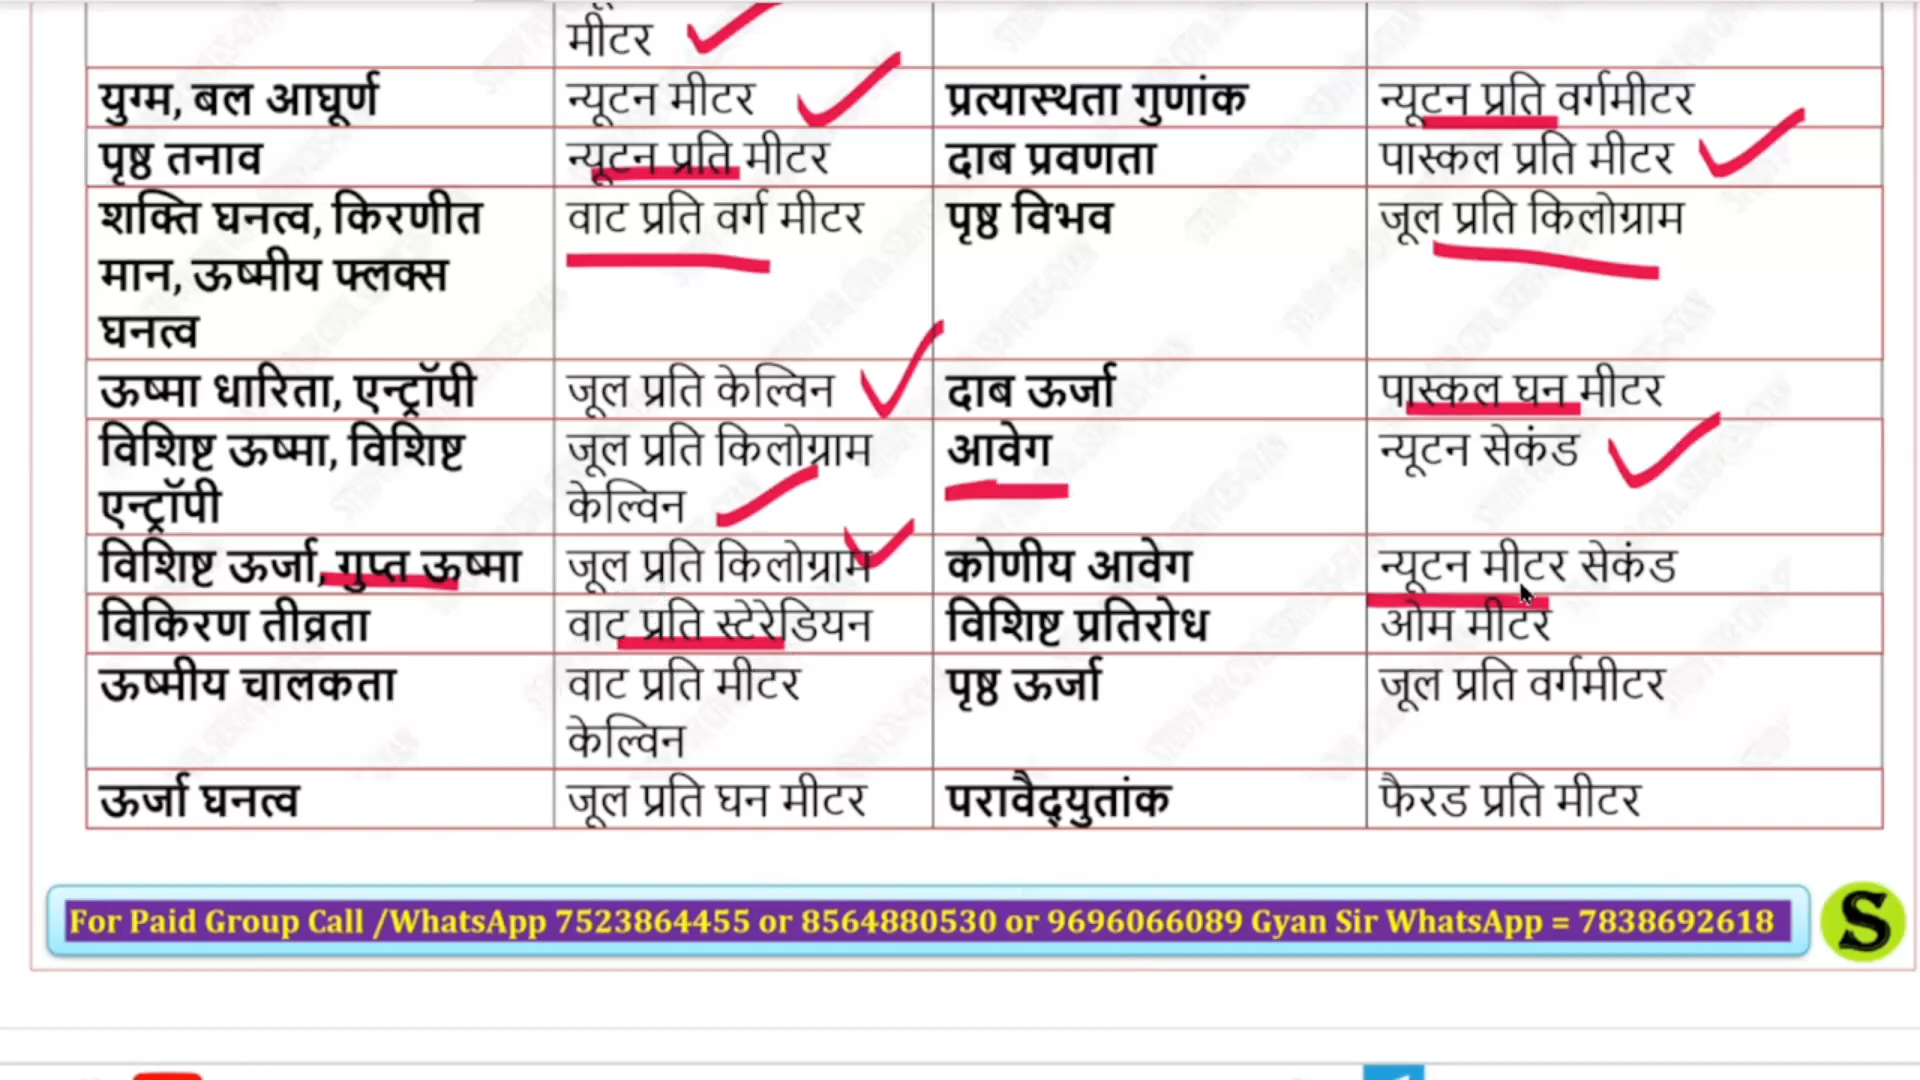 मीटर
युग्म, बल आघूर्ण न्यूटन मीटर प्रत्यास्थता गुणांक न्यूटन प्रति वर्गमीटर
पृष्ठ तनाव न्यूटन प्रति मीटर दाब प्रवणता पास्कल प्रति मीटर
शक्ति घनत्व, किरणीत वाट प्रति वर्ग मीटर पृष्ठ विभव जूल प्रति किलोग्राम
मान, ऊष्मीय फ्लक्स
घनत्व
ऊष्मा धारिता, एन्ट्रॉपी जूल प्रति केल्विन दाब ऊर्जा पास्कल घन मीटर
विशिष्ट ऊष्मा, विशिष्ट जूल प्रति किलोग्राम आवेग न्यूटन सेकंड
एन्ट्रॉपी केल्विन
विशिष्ट ऊर्जा, गुप्त ऊष्मा जूल प्रति किलोग्राम कोणीय आवेग न्यूटन मीटर सेकंड
विकिरण तीव्रता वाट प्रति स्टेरेडियन विशिष्ट प्रतिरोध ओम मीटर
ऊष्मीय चालकता वाट प्रति मीटर पृष्ठ ऊर्जा जूल प्रति वर्गमीटर
केल्विन
ऊर्जा घनत्व जूल प्रति घन मीटर परावैद्युतांक फैरड प्रति मीटर
For Paid Group Call /WhatsApp 7523864455 or 8564880530 or 9696066089 Gyan Sir WhatsApp = 7838692618
S